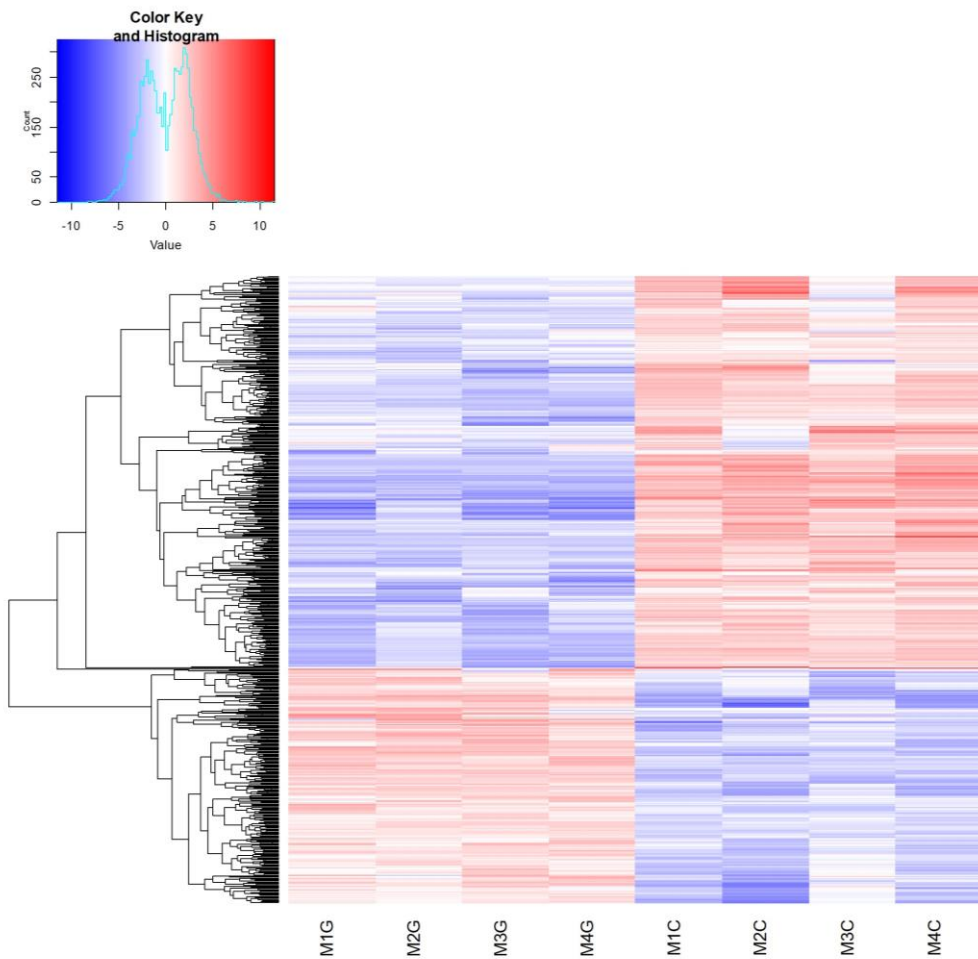 Color Key
and Histogram
Count
0
50
150
250
-10
-5
0
5
10
Value
M1G
M2G
M3G
M4G
M1C
M2C
M3C
M4C